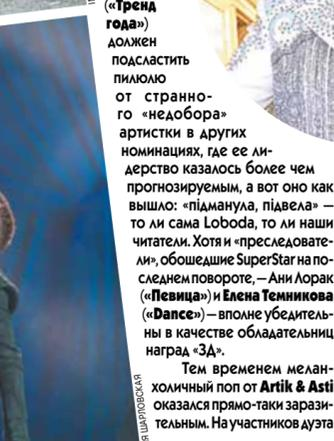 («Тренд
года»)
должен
подсластить
пилюлю
от странно-
го «недобора»
артистки в других
номинациях, где ее ли-
дерство казалось более чем
прогнозируемым, а вот оно как
вышло: «пiдманула, пiдвела» —
то ли сама Loboda, то ли наши
читатели. Хотя и «преследовате-
ли», обошедшие SuperStar на по-
следнем повороте, — Ани Лорак
(«Певица») и Елена Темникова
(«Dance») — вполне убедитель-
ны в качестве обладательниц
наград «ЗД».
Тем временем мелан-
холичный поп от Artik & Asti
оказался прямо-таки зарази-
тельным. На участников дуэта
ШАРЛОВСКАЯ